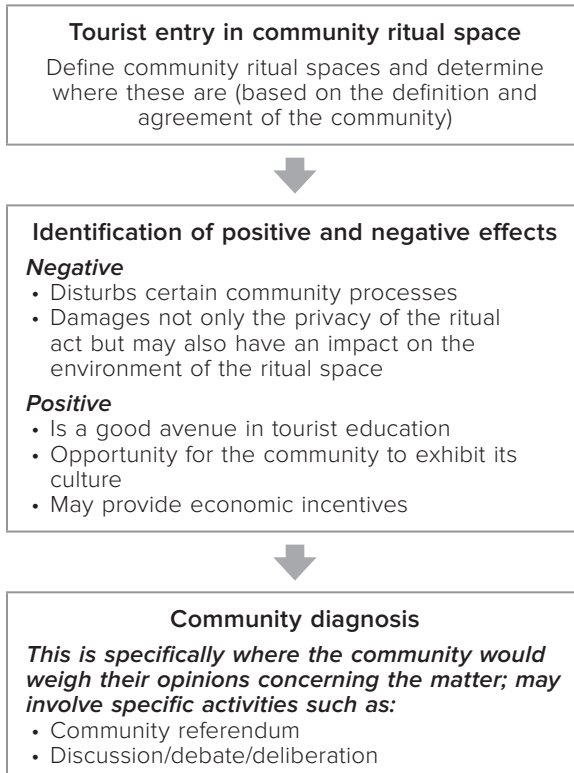 Tourist entry in community ritual space
Define community ritual spaces and determine
where these are (based on the definition and
agreement of the community)
Identification of positive and negative effects
Negative
• Disturbs certain community processes
• Damages not only the privacy of the ritual
act but may also have an impact on the
environment of the ritual space
Positive
• Is a good avenue in tourist education
• Opportunity for the community to exhibit its
culture
• May provide economic incentives
Community diagnosis
This is specifically where the community would
weigh their opinions concerning the matter; may
involve specific activities such as:
• Community referendum
• Discussion/debate/deliberation